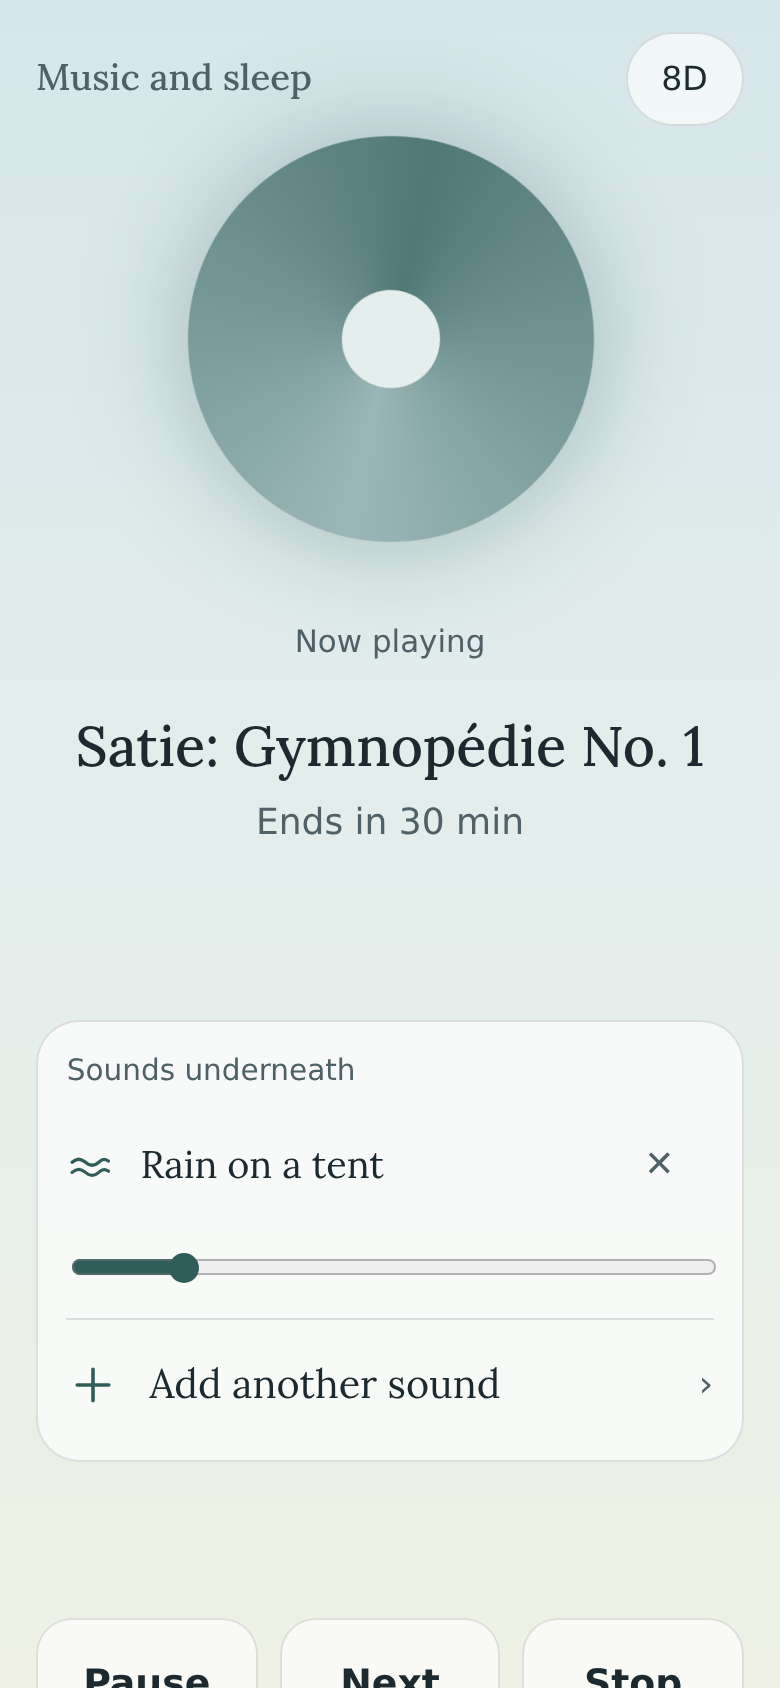 Music and sleep
8D
Now playing
Satie: Gymnopédie No. 1
Ends in 30 min
Sounds underneath
Rain on a tent
Add another sound
Pause
Next
Stop